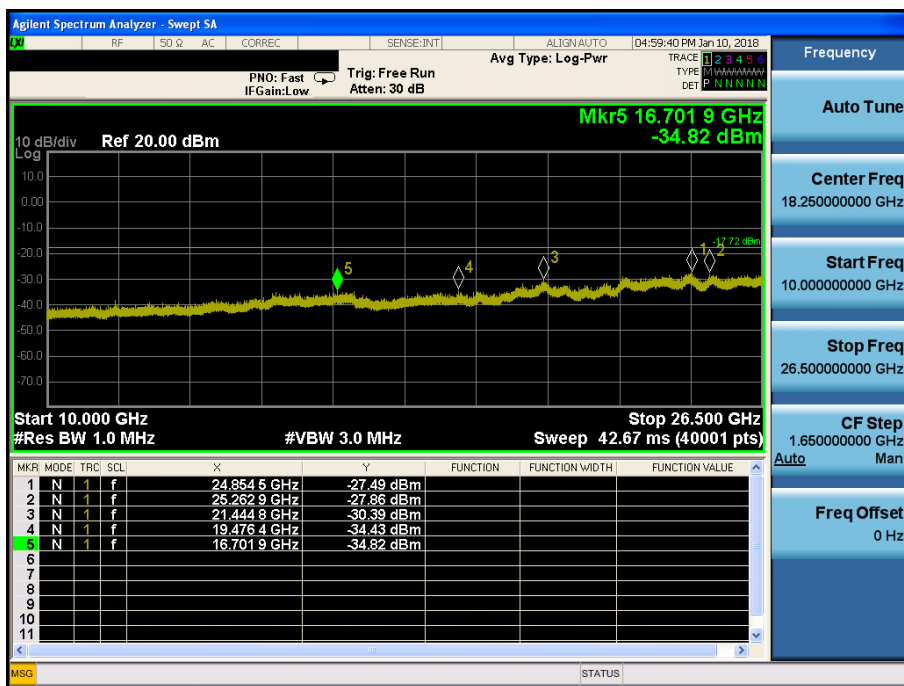 Agilent Spectrum Analyzer - Swept SA
LXI RF 50 Ω AC CORREC SENSE:INT ALIGN AUTO 04:59:40 PM Jan 10, 2018
Avg Type: Log-Pwr
TRACE 1 2 3 4 5 6
PNO: Fast Trig: Free Run
TYPE M
IFGain:Low Atten: 30 dB
DET P N N N N N
Mkr5 16.701 9 GHz
-34.82 dBm
10 dB/div Ref 20.00 dBm
Log
10.0
0.00
-10.0
-20.0
-30.0
-40.0
-50.0
-60.0
-70.0
-17.72 dBm
5
4
3
1
2
Start 10.000 GHz Stop 26.500 GHz
#Res BW 1.0 MHz #VBW 3.0 MHz Sweep 42.67 ms (40001 pts)
MKR MODE TRC SCL X Y FUNCTION FUNCTION WIDTH FUNCTION VALUE
1 N 1 f 24.854 5 GHz -27.49 dBm
2 N 1 f 25.262 9 GHz -27.86 dBm
3 N 1 f 21.444 8 GHz -30.39 dBm
4 N 1 f 19.476 4 GHz -34.43 dBm
5 N 1 f 16.701 9 GHz -34.82 dBm
6
7
8
9
10
11
MSG STATUS
Frequency
Auto Tune
Center Freq
18.250000000 GHz
Start Freq
10.000000000 GHz
Stop Freq
26.500000000 GHz
CF Step
1.650000000 GHz
Auto Man
Freq Offset
0 Hz